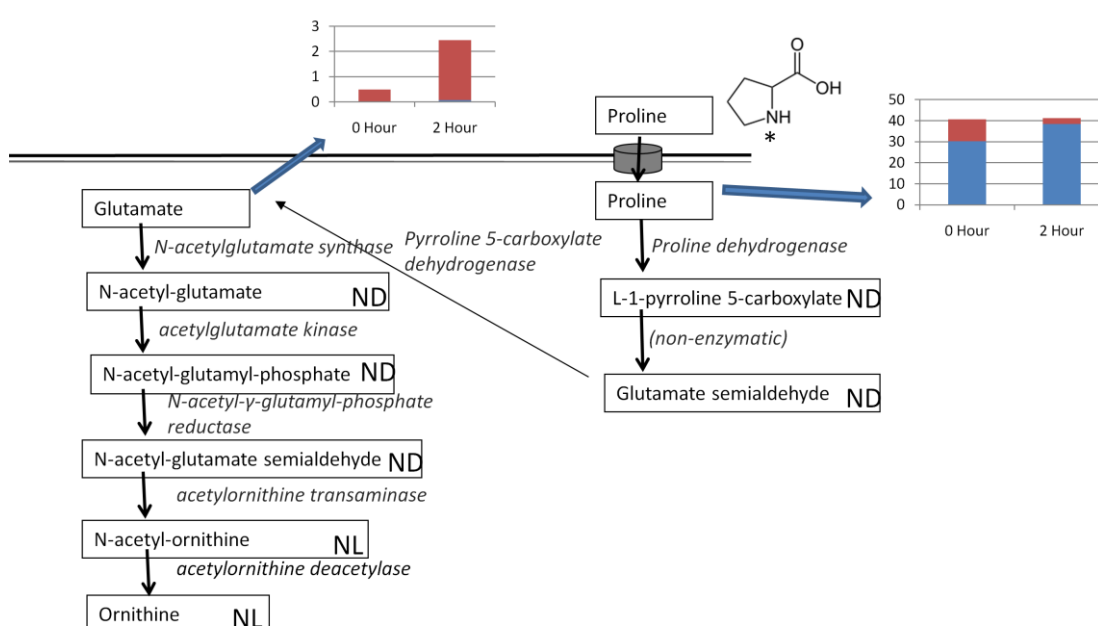 3
2
1
0
0 Hour
2 Hour
Proline
O
OH
NH
*
50
40
30
20
10
0
0 Hour
2 Hour
Glutamate
Proline
N-acetylglutamate synthase
Pyrroline 5-carboxylate
dehydrogenase
Proline dehydrogenase
N-acetyl-glutamate ND
L-1-pyrroline 5-carboxylate ND
acetylglutamate kinase
(non-enzymatic)
N-acetyl-glutamyl-phosphate ND
Glutamate semialdehyde ND
N-acetyl-γ-glutamyl-phosphate
reductase
N-acetyl-glutamate semialdehyde ND
acetylornithine transaminase
N-acetyl-ornithine NL
acetylornithine deacetylase
Ornithine NL